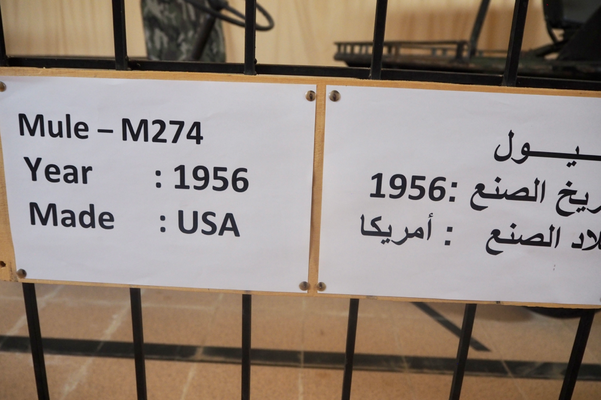 Mule – M274
Year : 1956
Made : USA
الصنع :1956
الصنع : أمريكا